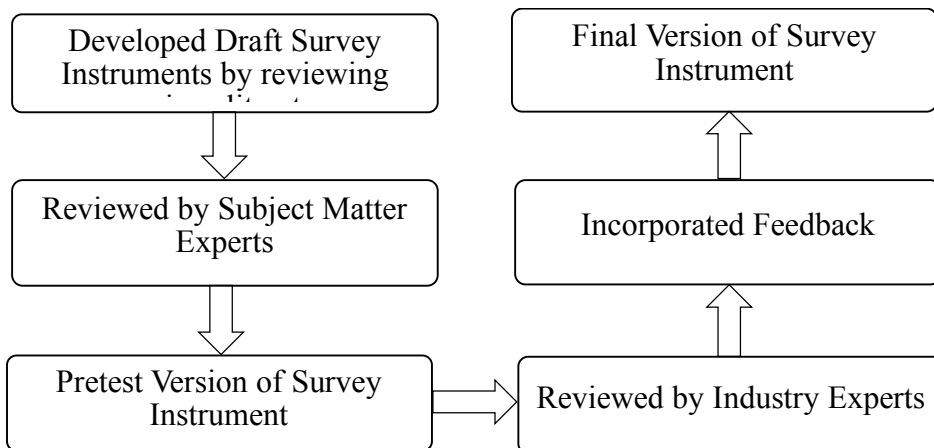 Developed Draft Survey
Instruments by reviewing
Reviewed by Subject Matter
Experts
Pretest Version of Survey
Instrument
Reviewed by Industry Experts
Incorporated Feedback
Final Version of Survey
Instrument